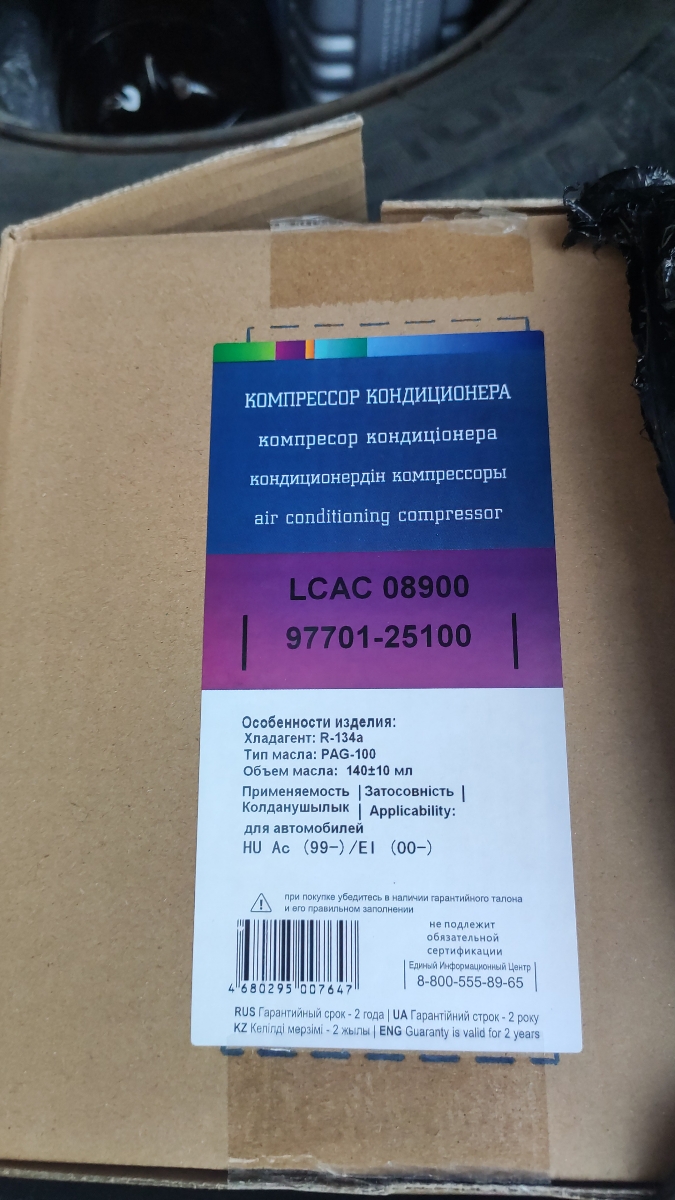 КОМПРЕССОР КОНДИЦИОНЕРА
компресор кондиціонера
кондиционердін компрессоры
air conditioning compressor
LCAC 08900
97701-25100
Особенности изделия:
Хладагент: R-134a
Тип масла: PAG-100
Объем масла: 140±10 мл
Применяемость | Затосовність |
Колданушылык | Applicability:
для автомобилей
HU Ac (99-)/El (00-)
при покупке убедитесь в наличии гарантийного талона
и его правильном заполнении
не подлежит
обязательной
сертификации
Единый Информационный Центр
8-800-555-89-65
4 680295 007647
RUS Гарантийный срок - 2 года | UA Гарантійний строк - 2 року
KZ Кепілді мерзімі - 2 жылы | ENG Guaranty is valid for 2 years